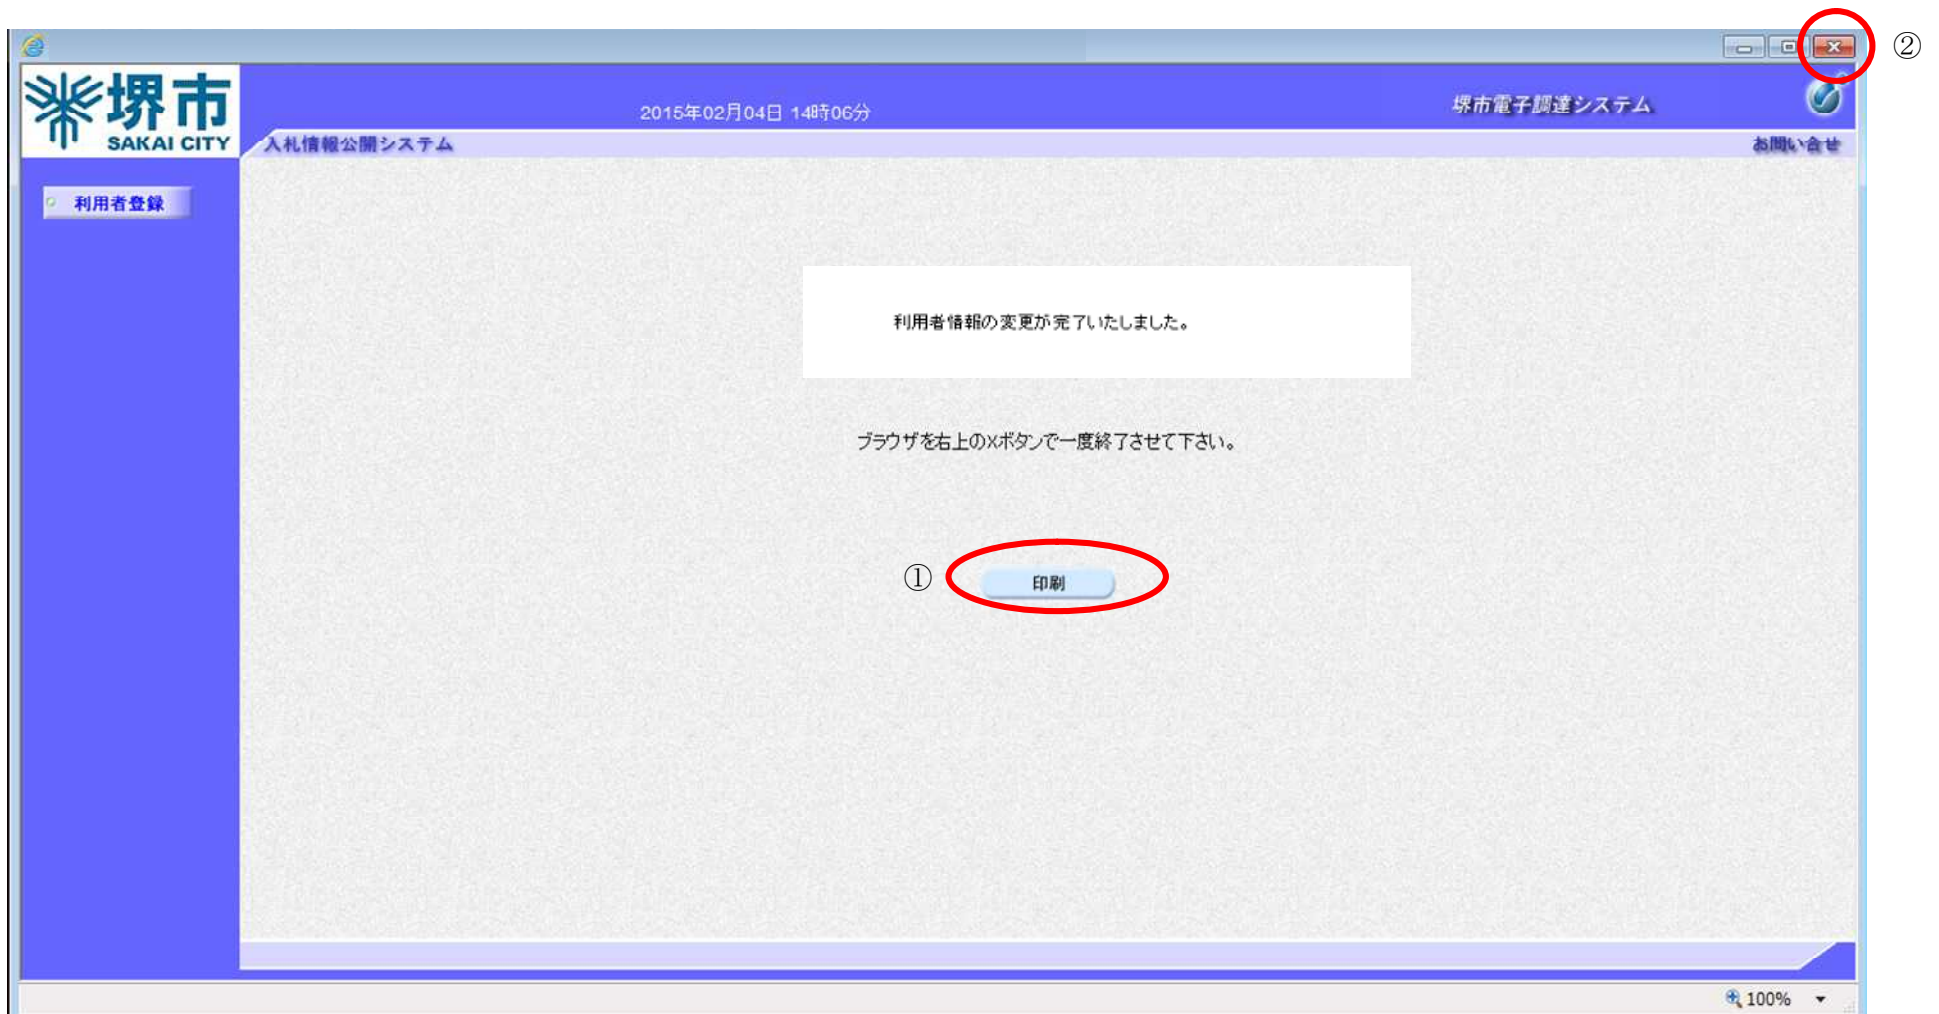 ②
堺市
SAKAI CITY
2015年02月04日 14時06分
堺市電子調達システム
入札情報公開システム
お問い合せ
利用者登録
利用者情報の変更が完了いたしました。
ブラウザを右上のXボタンで一度終了させて下さい。
①
印刷
100%